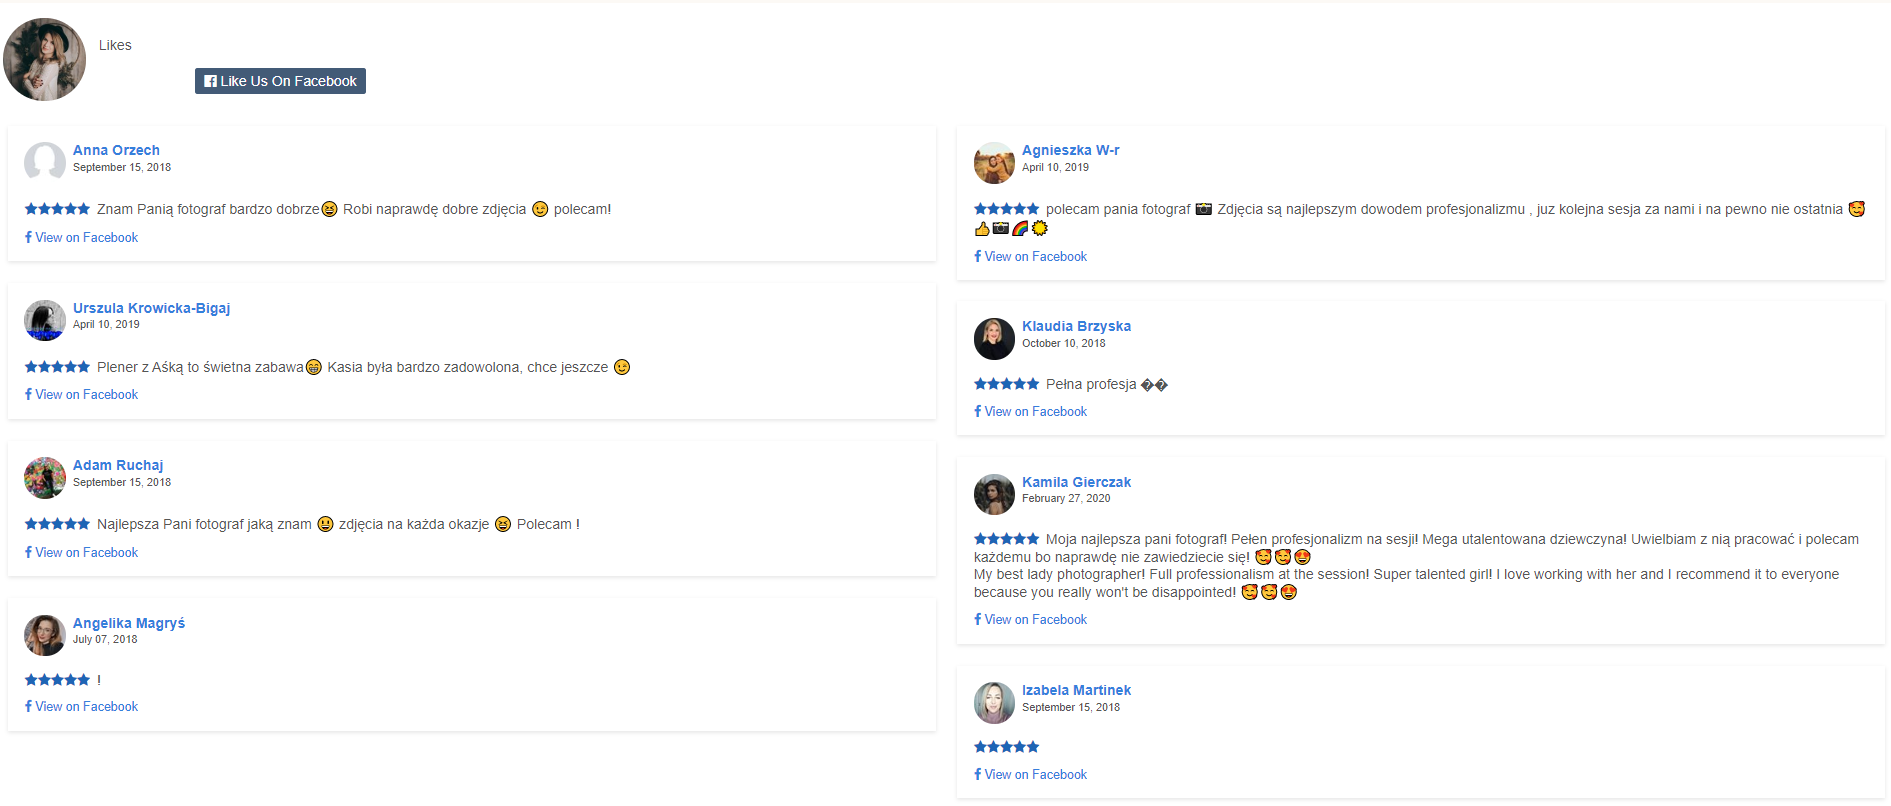 Likes
Like Us On Facebook
Anna Orzech
September 15, 2018
★★★★★ Znam Panią fotograf bardzo dobrze😆 Robi naprawdę dobre zdjęcia 😉 polecam!
View on Facebook
Urszula Krowicka-Bigaj
April 10, 2019
★★★★★ Plener z Aśką to świetna zabawa😁 Kasia była bardzo zadowolona, chce jeszcze 😉
View on Facebook
Adam Ruchaj
September 15, 2018
★★★★★ Najlepsza Pani fotograf jaką znam 😃 zdjęcia na każda okazje 😆 Polecam !
View on Facebook
Angelika Magryś
July 07, 2018
★★★★★ !
View on Facebook
Agnieszka W-r
April 10, 2019
★★★★★ polecam pania fotograf 📸 Zdjęcia są najlepszym dowodem profesjonalizmu , juz kolejna sesja za nami i na pewno nie ostatnia 🥰
👍📸🌈🌞
View on Facebook
Klaudia Brzyska
October 10, 2018
★★★★★ Pełna profesja ��
View on Facebook
Kamila Gierczak
February 27, 2020
★★★★★ Moja najlepsza pani fotograf! Pełen profesjonalizm na sesji! Mega utalentowana dziewczyna! Uwielbiam z nią pracować i polecam
każdemu bo naprawdę nie zawiedziecie się! 🥰🥰😍
My best lady photographer! Full professionalism at the session! Super talented girl! I love working with her and I recommend it to everyone
because you really won't be disappointed! 🥰🥰😍
View on Facebook
Izabela Martinek
September 15, 2018
★★★★★
View on Facebook